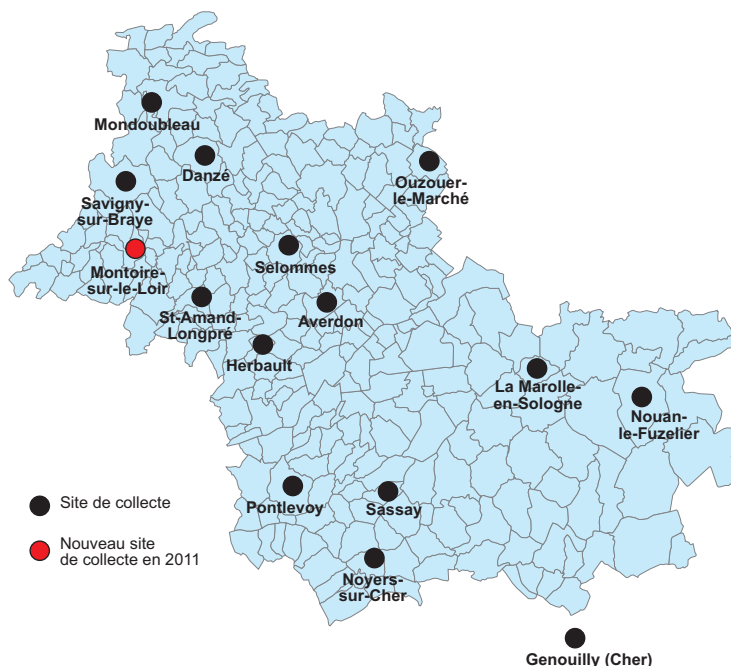 Mondoubleau
Danzé
Ouzouer-
le-Marché
Savigny-
sur-Braye
Selommes
Montoire-
sur-le-Loir
St-Amand-
Longpré
Averdon
Herbault
La Marolle-
en-Sologne
Nouan-
le-Fuzelier
Pontlevoy
Sassay
Site de collecte
Nouveau site
de collecte en 2011
Noyers-
sur-Cher
Genouilly (Cher)